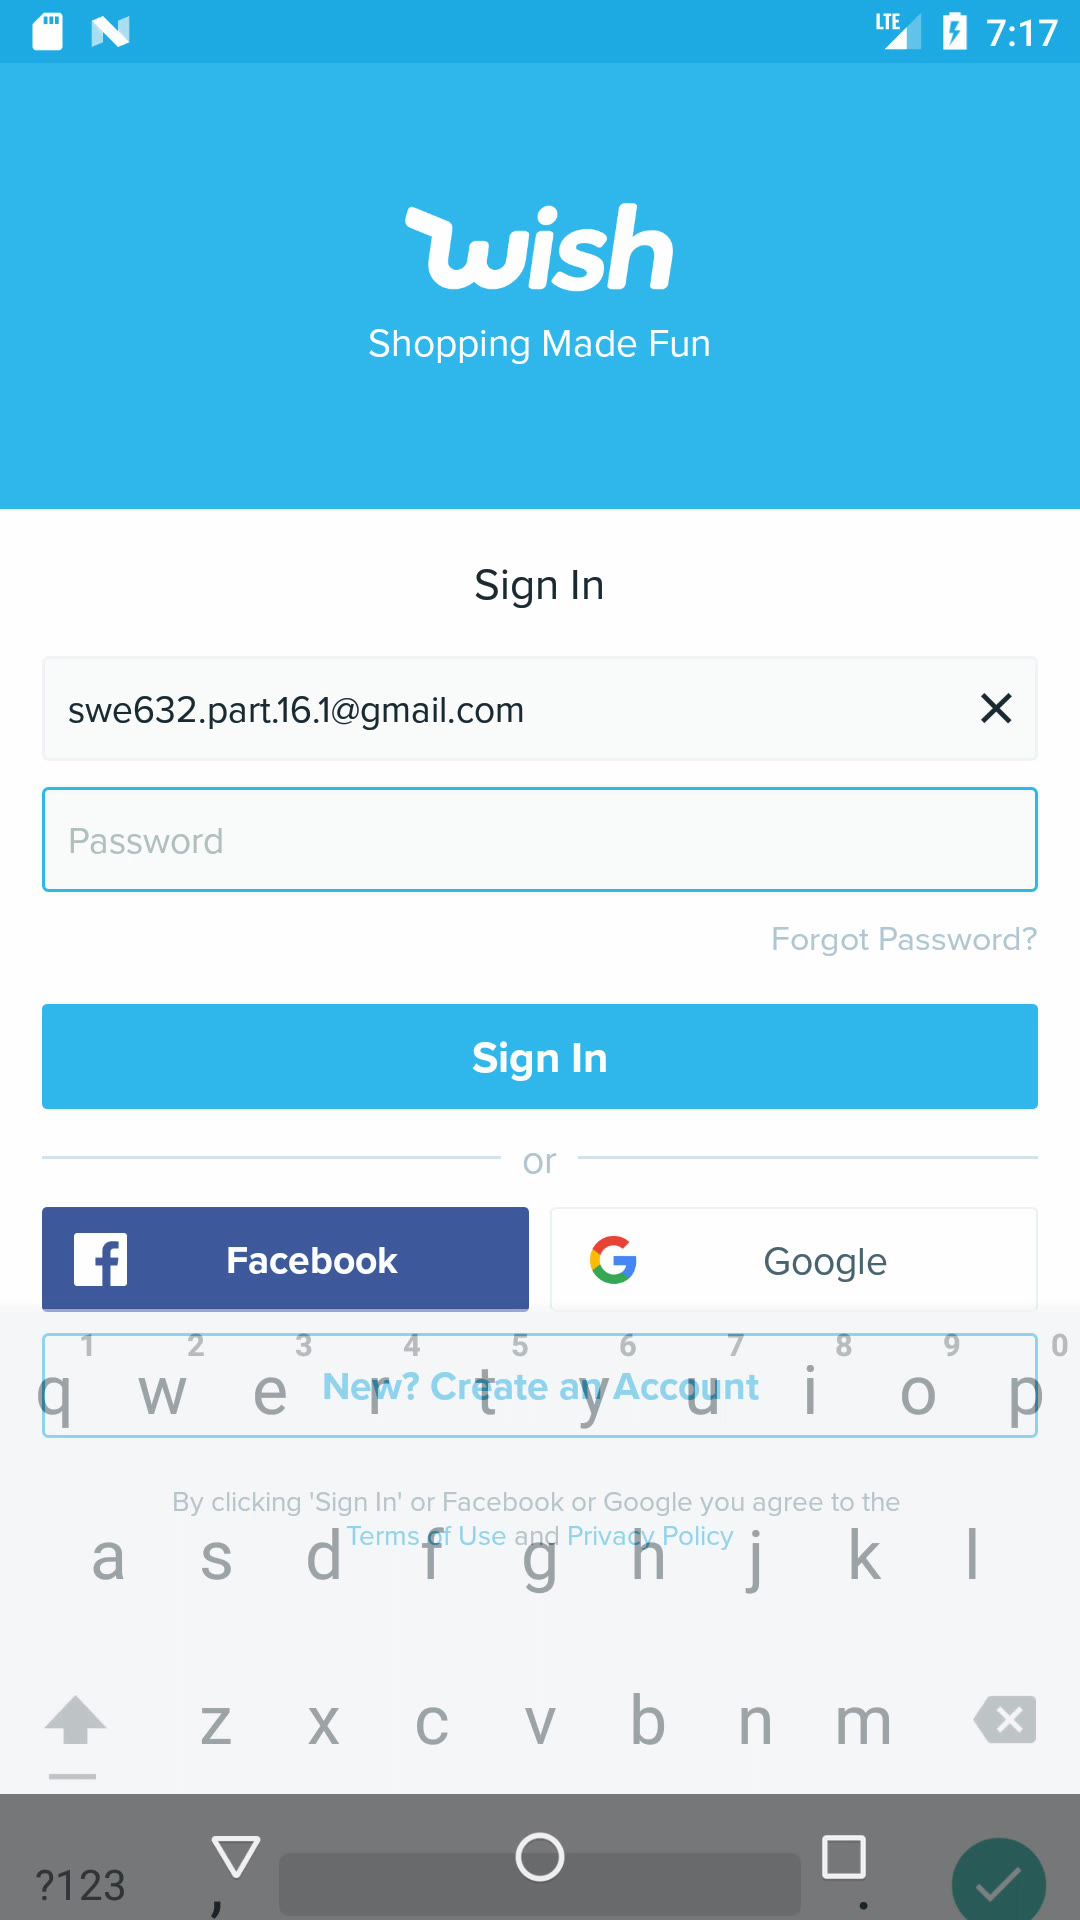 LTE 7:17
wish
Shopping Made Fun
Sign In
swe632.part.16.1@gmail.com
Password
Forgot Password?
Sign In
or
Facebook Google
1 2 3 4 5 6 7 8 9 0
q w e r t y u i o p
New? Create an Account
By clicking 'Sign In' or Facebook or Google you agree to the
Terms of Use and Privacy Policy
a s d f g h j k l
z x c v b n m
?123 , .